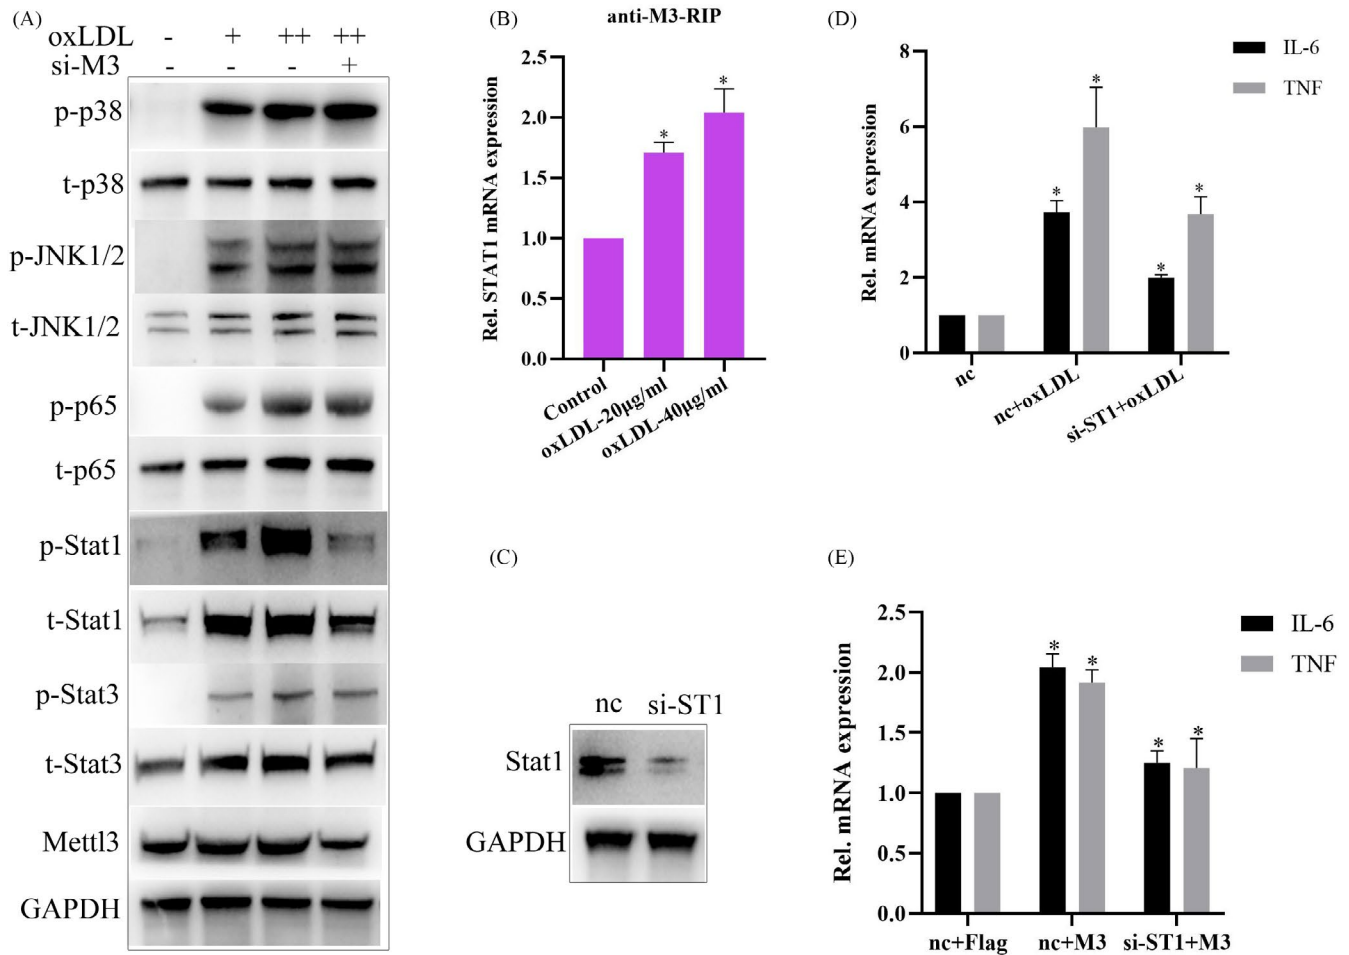 (A)
oxLDL - + ++ ++
si-M3 - - - +
p-p38
t-p38
p-JNK1/2
t-JNK1/2
p-p65
t-p65
p-Stat1
t-Stat1
p-Stat3
t-Stat3
Mettl3
GAPDH
(B)
anti-M3-RIP
Rel. STAT1 mRNA expression
2.5
2.0
1.5
1.0
0.5
0.0
*
*
Control
oxLDL-20μg/ml
oxLDL-40μg/ml
(C)
nc si-ST1
Stat1
GAPDH
(D)
IL-6
TNF
Rel. mRNA expression
8
6
4
2
0
* *
* *
nc
nc+oxLDL
si-ST1+oxLDL
(E)
IL-6
TNF
Rel. mRNA expression
2.5
2.0
1.5
1.0
0.5
0.0
* *
* *
nc+Flag nc+M3 si-ST1+M3